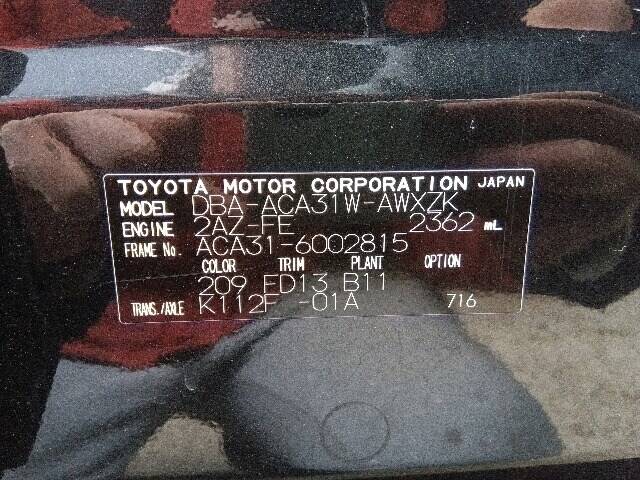 TOYOTA MOTOR CORPORATION JAPAN
MODEL DBA-ACA31W-AWXZK
ENGINE 2AZ-FE 2362 mL
FRAME No. ACA31-6002815
COLOR TRIM PLANT OPTION
209 FD13 B11
TRANS./AXLE K112F -01A 716